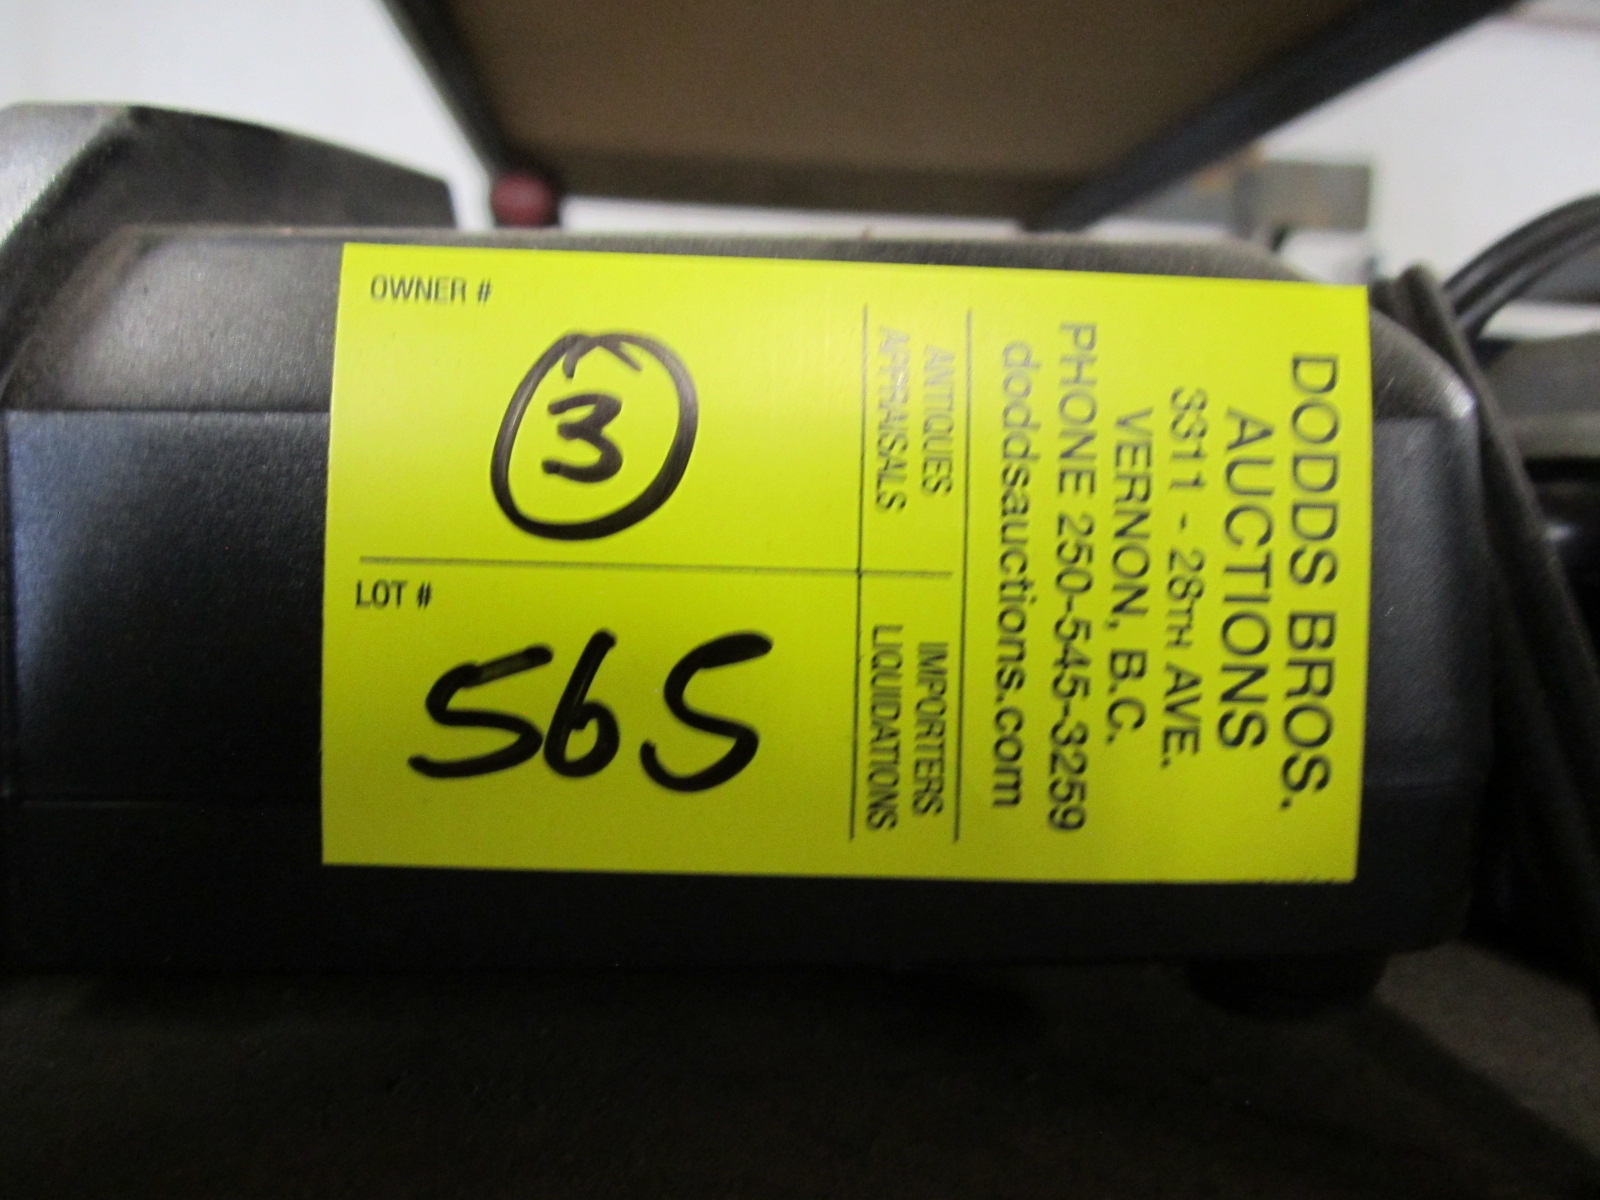 DODDS BROS.
AUCTIONS
3311 - 28TH AVE.
VERNON, B.C.
PHONE 250-545-3259
doddsauctions.com
ANTIQUES IMPORTERS
APPRAISALS LIQUIDATIONS
OWNER #
3
LOT #
565